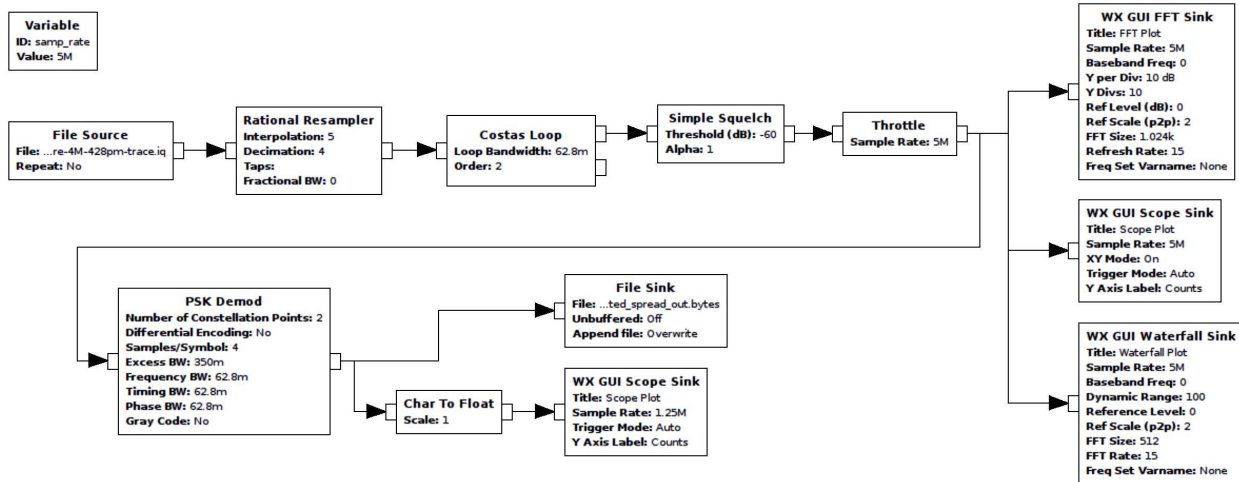 Variable
ID: samp_rate
Value: 5M
File Source
File: ...re-4M-428pm-trace.iq
Repeat: No
Rational Resampler
Interpolation: 5
Decimation: 4
Taps:
Fractional BW: 0
Costas Loop
Loop Bandwidth: 62.8m
Order: 2
Simple Squelch
Threshold (dB): -60
Alpha: 1
Throttle
Sample Rate: 5M
WX GUI FFT Sink
Title: FFT Plot
Sample Rate: 5M
Baseband Freq: 0
Y per Div: 10 dB
Y Divs: 10
Ref Level (dB): 0
Ref Scale (p2p): 2
FFT Size: 1.024k
Refresh Rate: 15
Freq Set Varname: None
WX GUI Scope Sink
Title: Scope Plot
Sample Rate: 5M
XY Mode: On
Trigger Mode: Auto
Y Axis Label: Counts
PSK Demod
Number of Constellation Points: 2
Differential Encoding: No
Samples/Symbol: 4
Excess BW: 350m
Frequency BW: 62.8m
Timing BW: 62.8m
Phase BW: 62.8m
Gray Code: No
File Sink
File: ...ted_spread_out.bytes
Unbuffered: Off
Append file: Overwrite
Char To Float
Scale: 1
WX GUI Scope Sink
Title: Scope Plot
Sample Rate: 1.25M
Trigger Mode: Auto
Y Axis Label: Counts
WX GUI Waterfall Sink
Title: Waterfall Plot
Sample Rate: 5M
Baseband Freq: 0
Dynamic Range: 100
Reference Level: 0
Ref Scale (p2p): 2
FFT Size: 512
FFT Rate: 15
Freq Set Varname: None